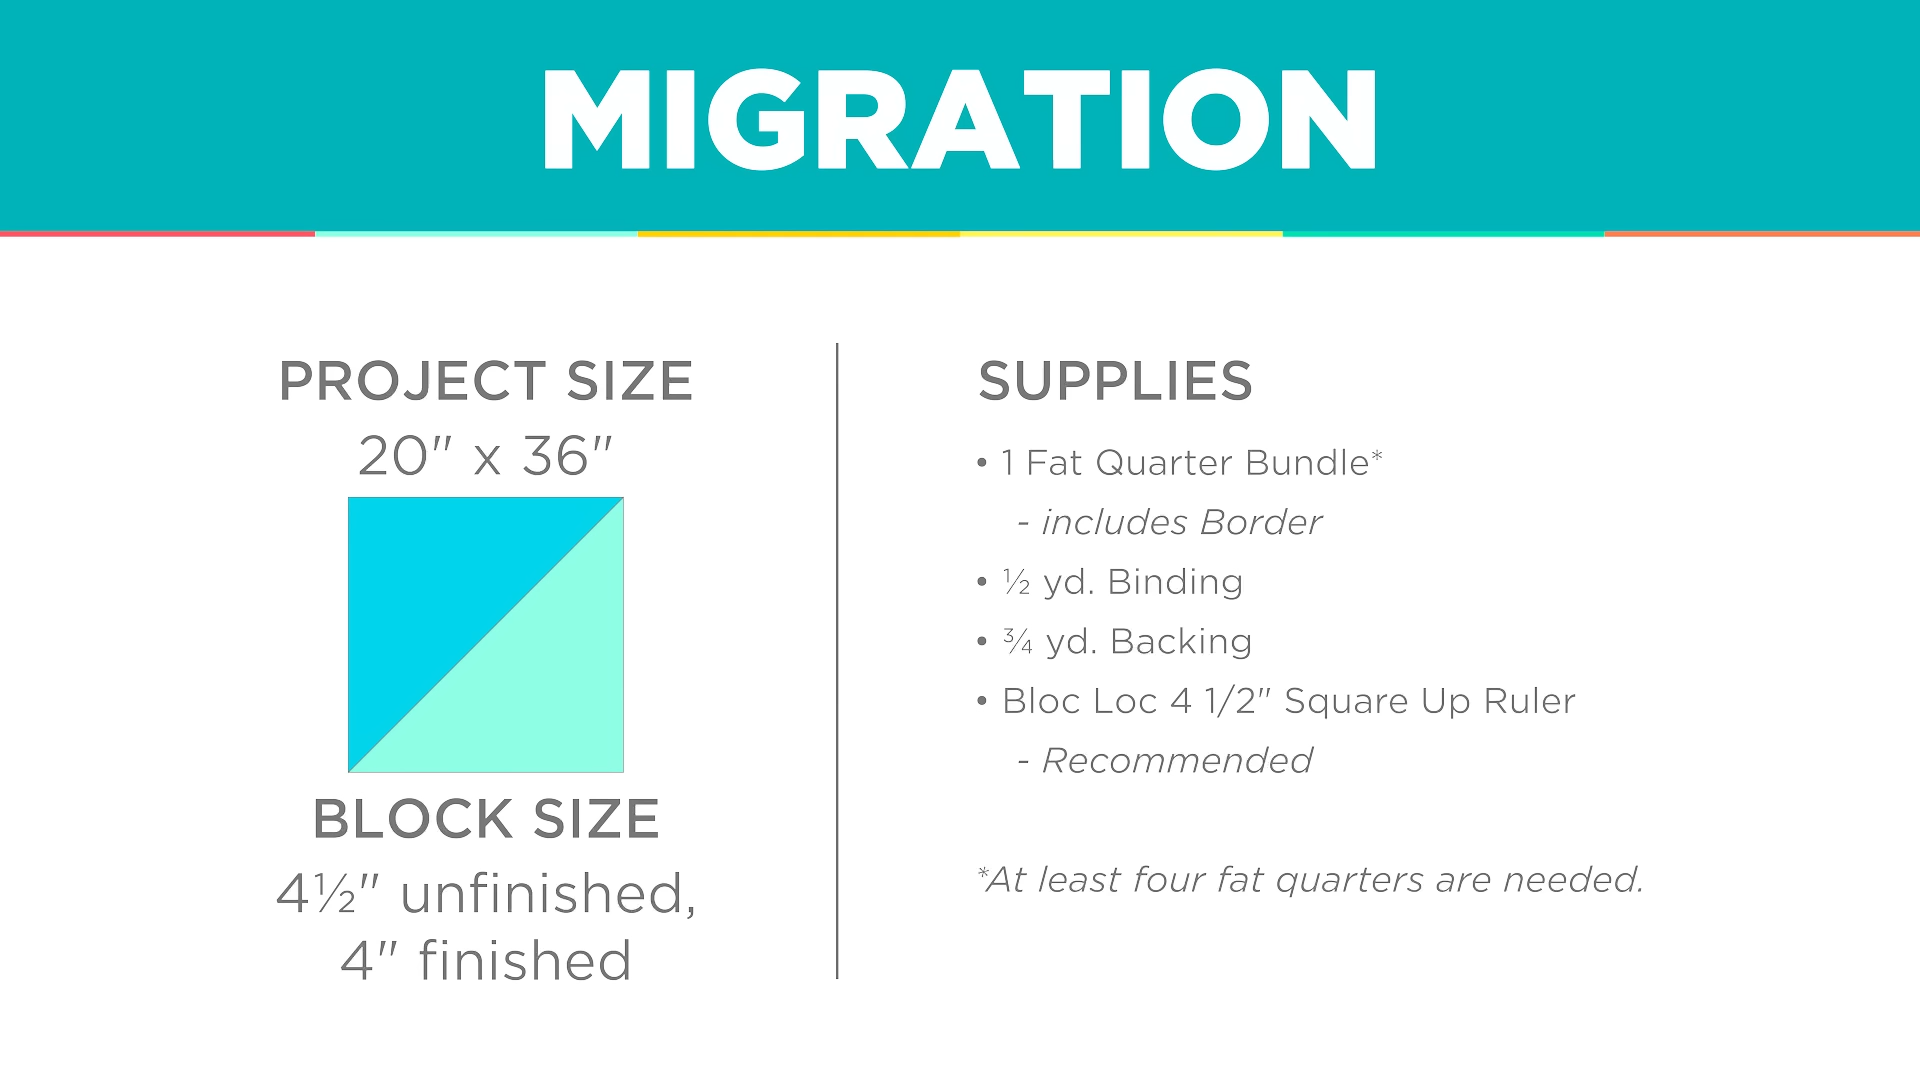 MIGRATION
PROJECT SIZE
20" x 36"
BLOCK SIZE
4½" unfinished,
4" finished
SUPPLIES
• 1 Fat Quarter Bundle*
- includes Border
• ½ yd. Binding
• ¾ yd. Backing
• Bloc Loc 4 1/2" Square Up Ruler
- Recommended
*At least four fat quarters are needed.